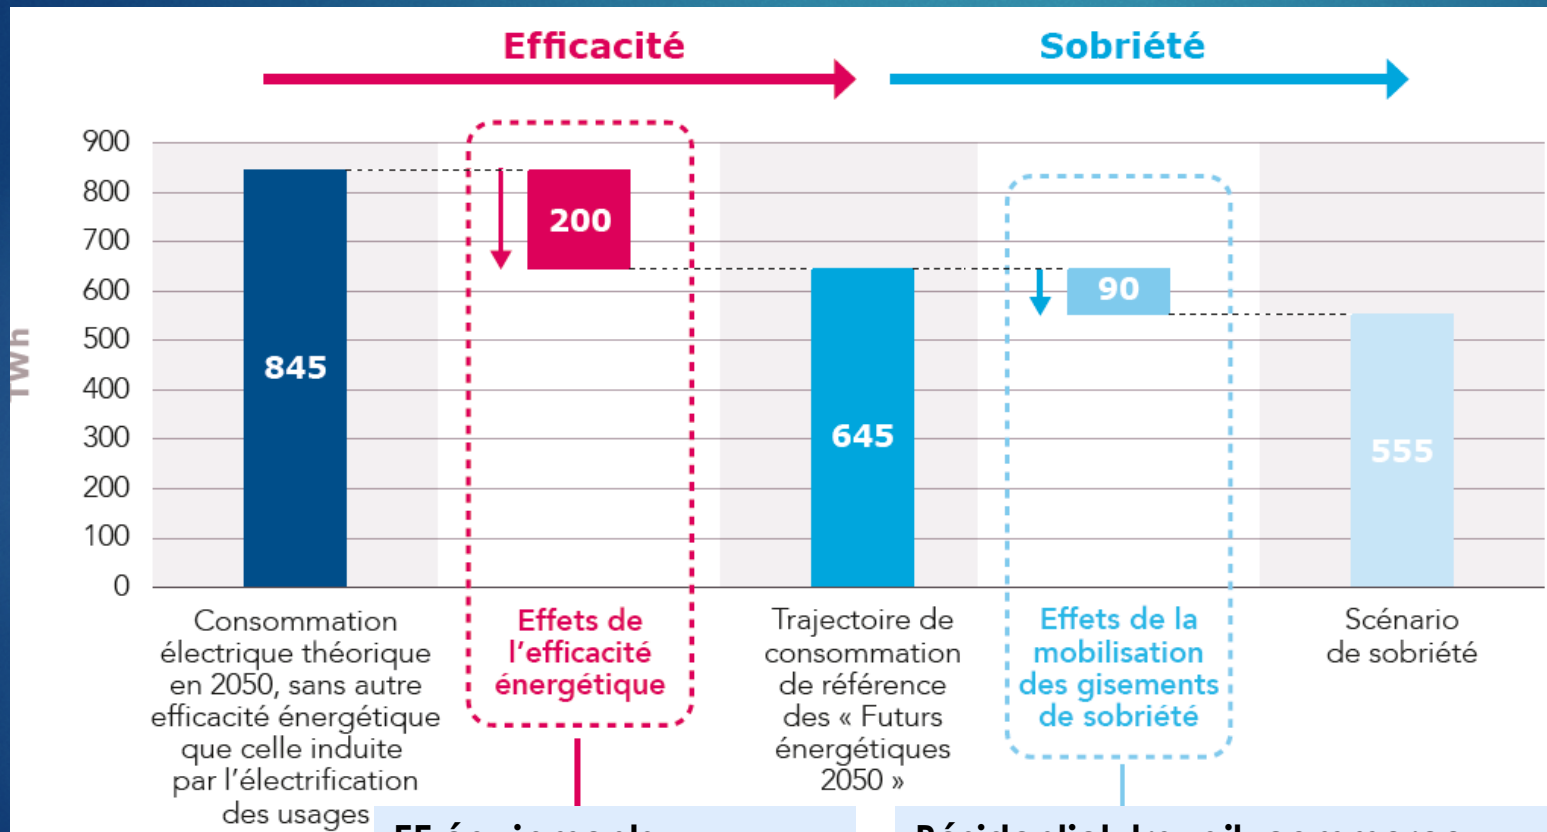 Efficacité
Sobriété
900
800
700
600
500
400
300
200
100
0
TWh
845
200
645
90
555
Consommation
électrique théorique
en 2050, sans autre
efficacité énergétique
que celle induite
par l'électrification
des usages
Effets de
l'efficacité
énergétique
Trajectoire de
consommation
de référence
des « Futurs
énergétiques
2050 »
Effets de la
mobilisation
des gisements
de sobriété
Scénario
de sobriété